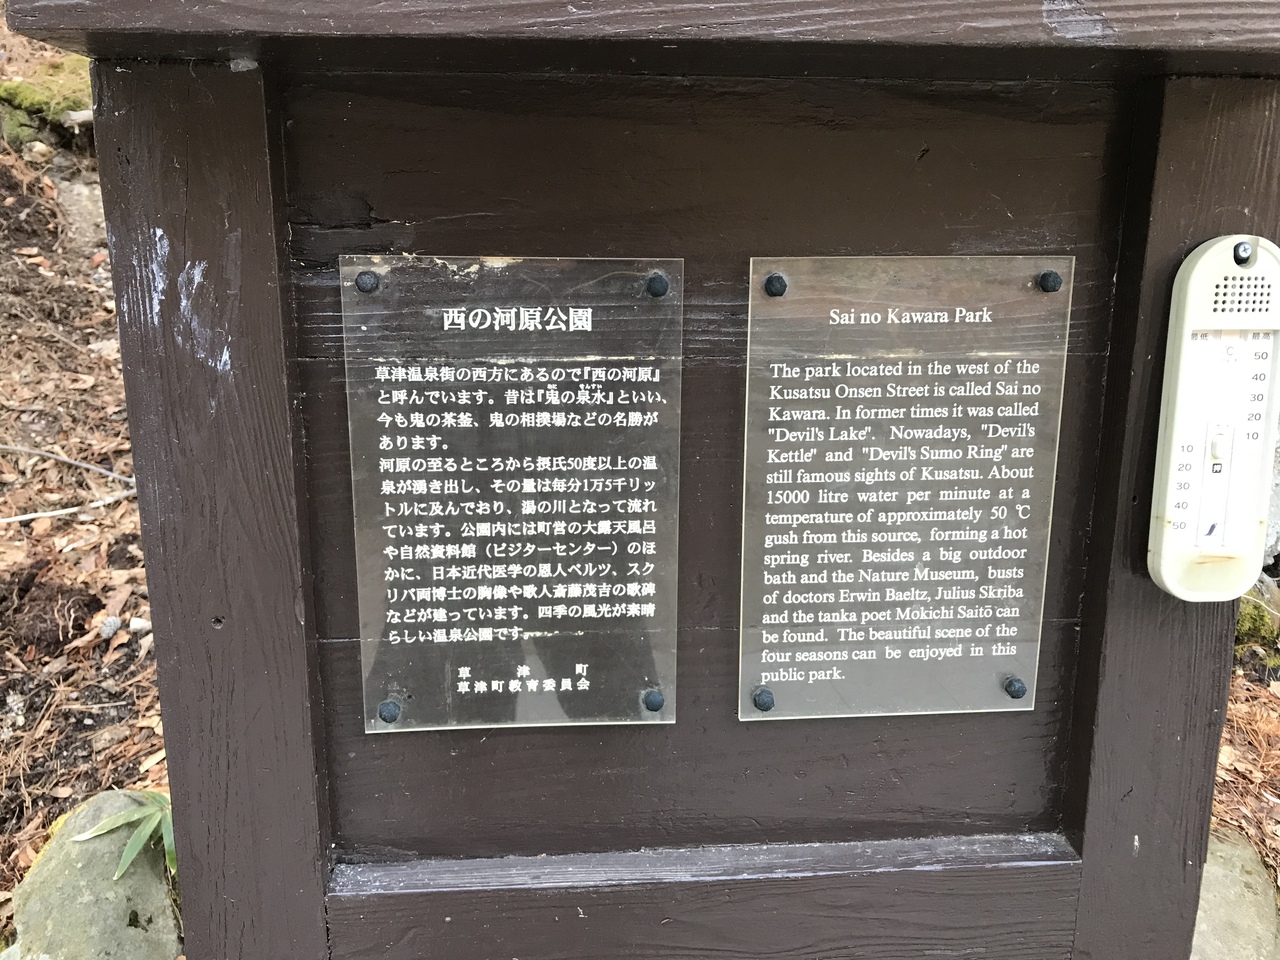 西の河原公園
草津温泉街の西方にあるので『西の河原』
と呼んでいます。昔は『鬼の泉水』といい、
今も鬼の茶釜、鬼の相撲場などの名勝が
あります。
河原の至るところから摂氏50度以上の温
泉が湧き出し、その量は毎分1万5千リッ
トルに及んでおり、湯の川となって流れ
ています。公園内には町営の大露天風呂
や自然資料館（ビジターセンター）のほ
かに、日本近代医学の恩人ベルツ、スク
リバ両博士の胸像や歌人斎藤茂吉の歌碑
などが建っています。四季の風光が素晴
らしい温泉公園です。
草津町
草津町教育委員会
Sai no Kawara Park
The park located in the west of the
Kusatsu Onsen Street is called Sai no
Kawara. In former times it was called
"Devil's Lake". Nowadays, "Devil's
Kettle" and "Devil's Sumo Ring" are
still famous sights of Kusatsu. About
15000 litre water per minute at a
temperature of approximately 50 ℃
gush from this source, forming a hot
spring river. Besides a big outdoor
bath and the Nature Museum, busts
of doctors Erwin Baeltz, Julius Skriba
and the tanka poet Mokichi Saitō can
be found. The beautiful scene of the
four seasons can be enjoyed in this
public park.
最低 ℃ 最高
50
40
30
20
10 10
20 押
30
40
50